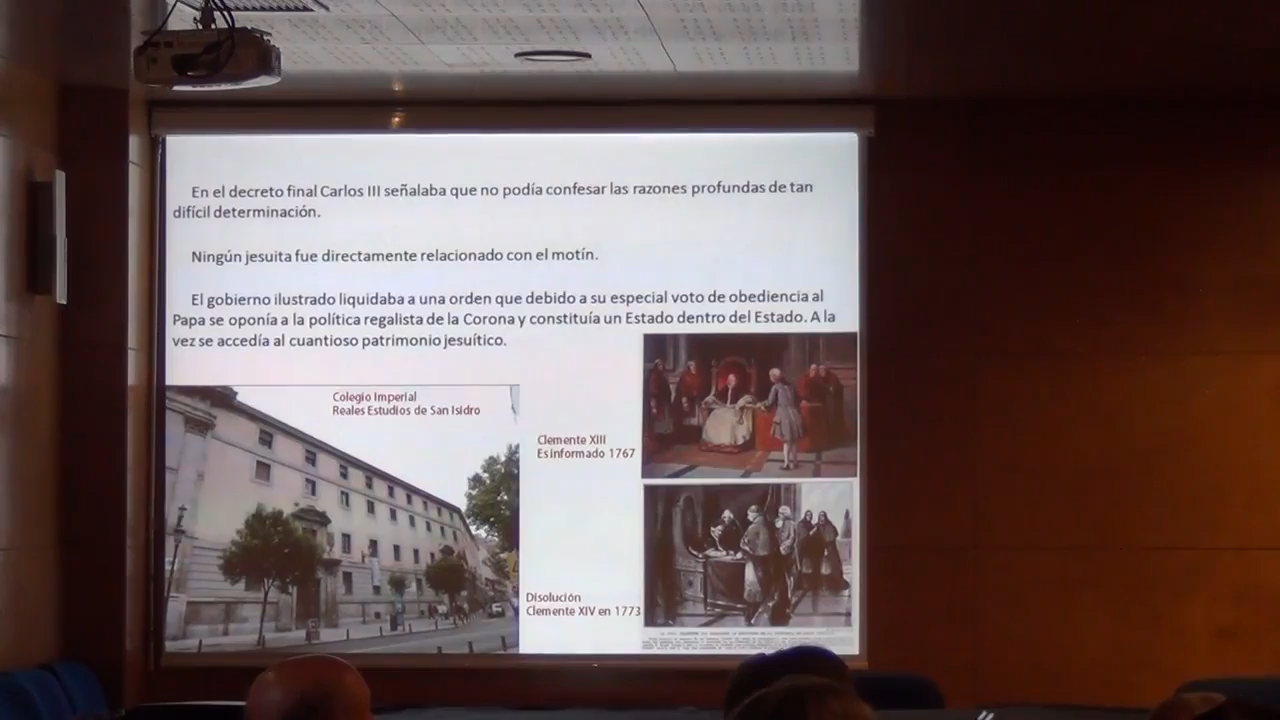 En el decreto final Carlos III señalaba que no podía confesar las razones profundas de tan
difícil determinación.
Ningún jesuita fue directamente relacionado con el motín.
El gobierno ilustrado liquidaba a una orden que debido a su especial voto de obediencia al
Papa se oponía a la política regalista de la Corona y constituía un Estado dentro del Estado. A la
vez se accedía al cuantioso patrimonio jesuítico.
Colegio Imperial
Reales Estudios de San Isidro
Clemente XIII
Es informado 1767
Disolución
Clemente XIV en 1773